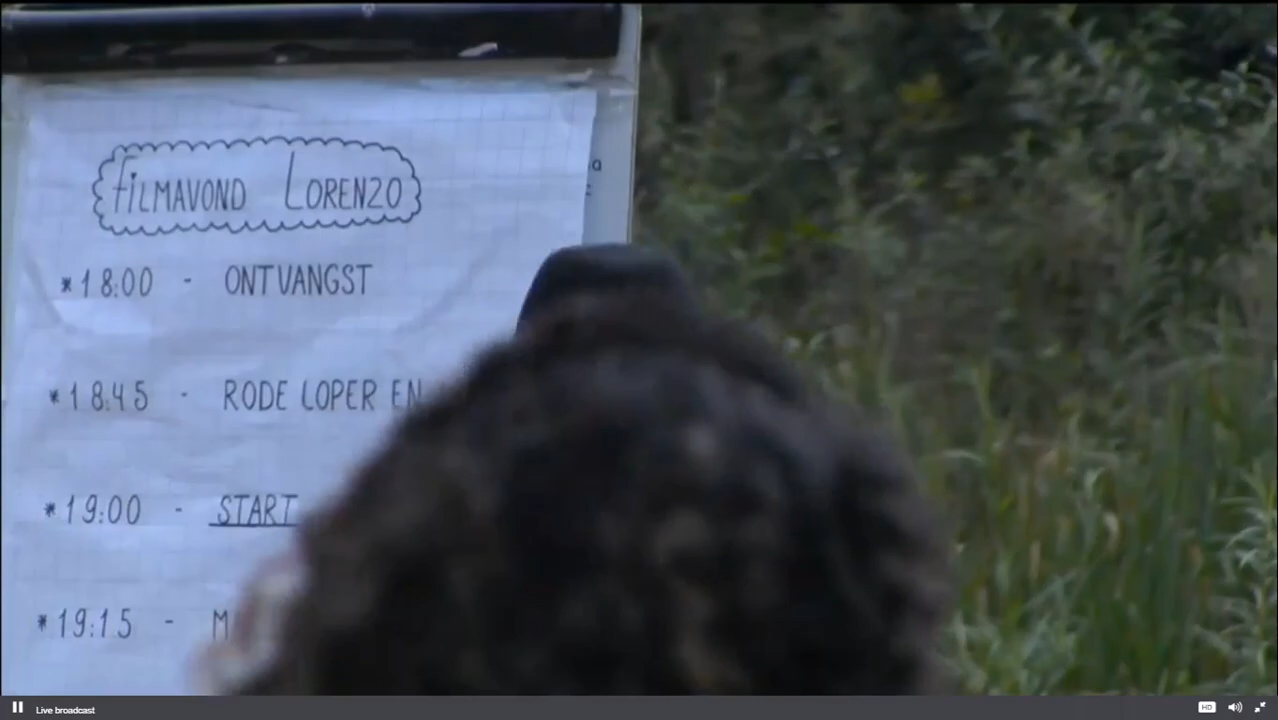 FILMAVOND LORENZO
*18:00 - ONTVANGST
*18:45 - RODE LOPER EN
*19:00 - START
*19:15 - M
Live broadcast
HD